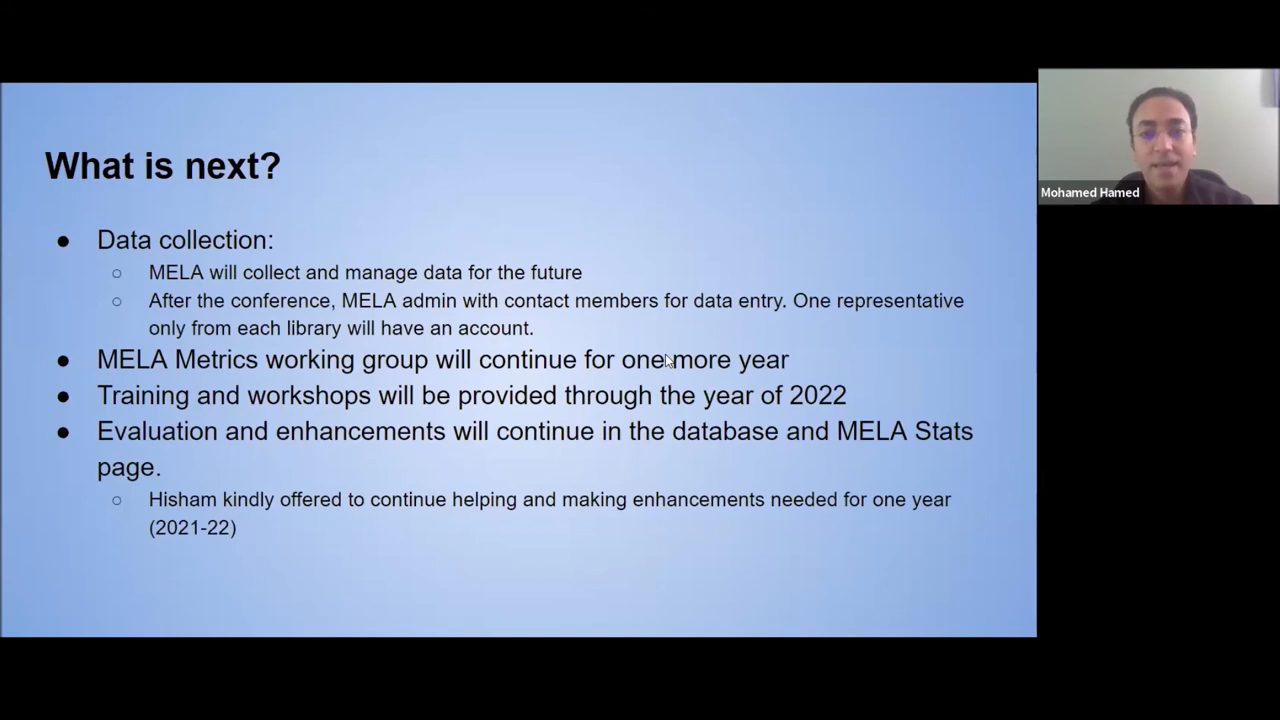 What is next?
● Data collection:
○ MELA will collect and manage data for the future
○ After the conference, MELA admin with contact members for data entry. One representative
only from each library will have an account.
● MELA Metrics working group will continue for one more year
● Training and workshops will be provided through the year of 2022
● Evaluation and enhancements will continue in the database and MELA Stats
page.
○ Hisham kindly offered to continue helping and making enhancements needed for one year
(2021-22)
Mohamed Hamed